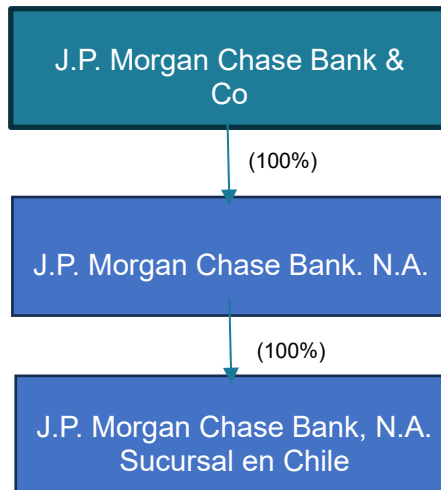 J.P. Morgan Chase Bank &
Co
(100%)
J.P. Morgan Chase Bank. N.A.
(100%)
J.P. Morgan Chase Bank, N.A.
Sucursal en Chile